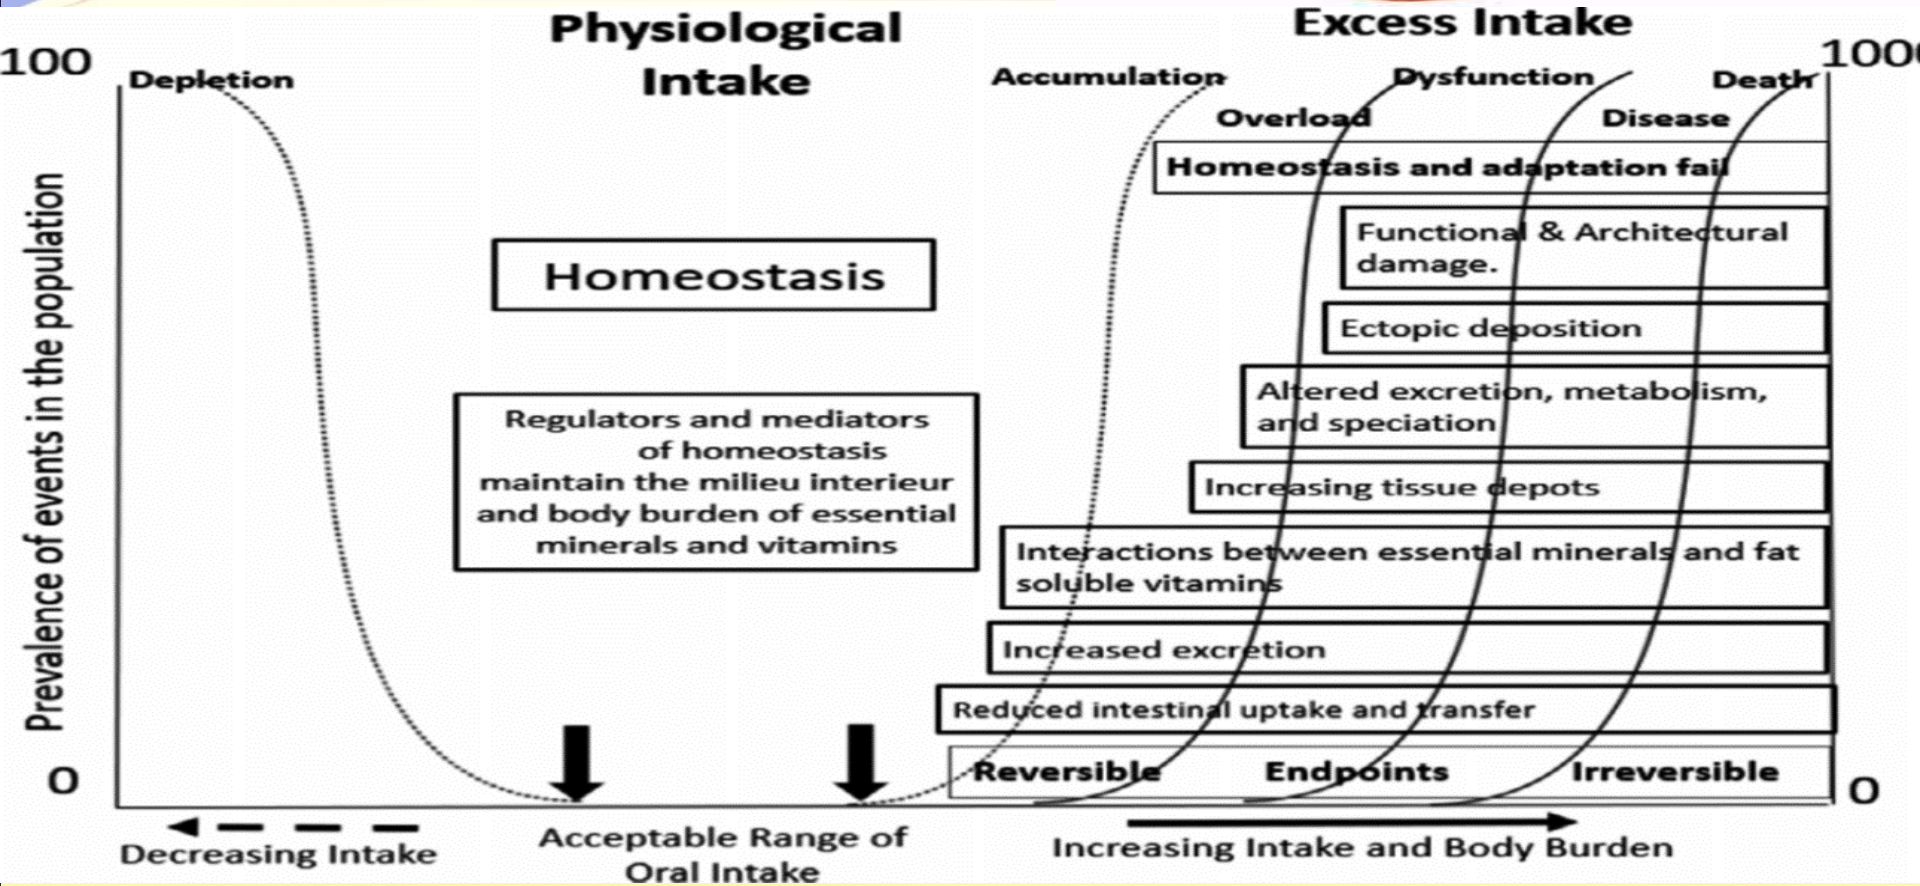 Physiological
Intake
Excess Intake
100
1000
Depletion
Accumulation
Dysfunction
Death
Overload
Disease
Homeostasis and adaptation fail
Functional & Architectural
damage.
Homeostasis
Ectopic deposition
Altered excretion, metabolism,
and speciation
Regulators and mediators
of homeostasis
maintain the milieu interieur
and body burden of essential
minerals and vitamins
Increasing tissue depots
Interactions between essential minerals and fat
soluble vitamins
Increased excretion
Reduced intestinal uptake and transfer
Reversible Endpoints Irreversible
Prevalence of events in the population
0
0
Decreasing Intake
Acceptable Range of
Oral Intake
Increasing Intake and Body Burden